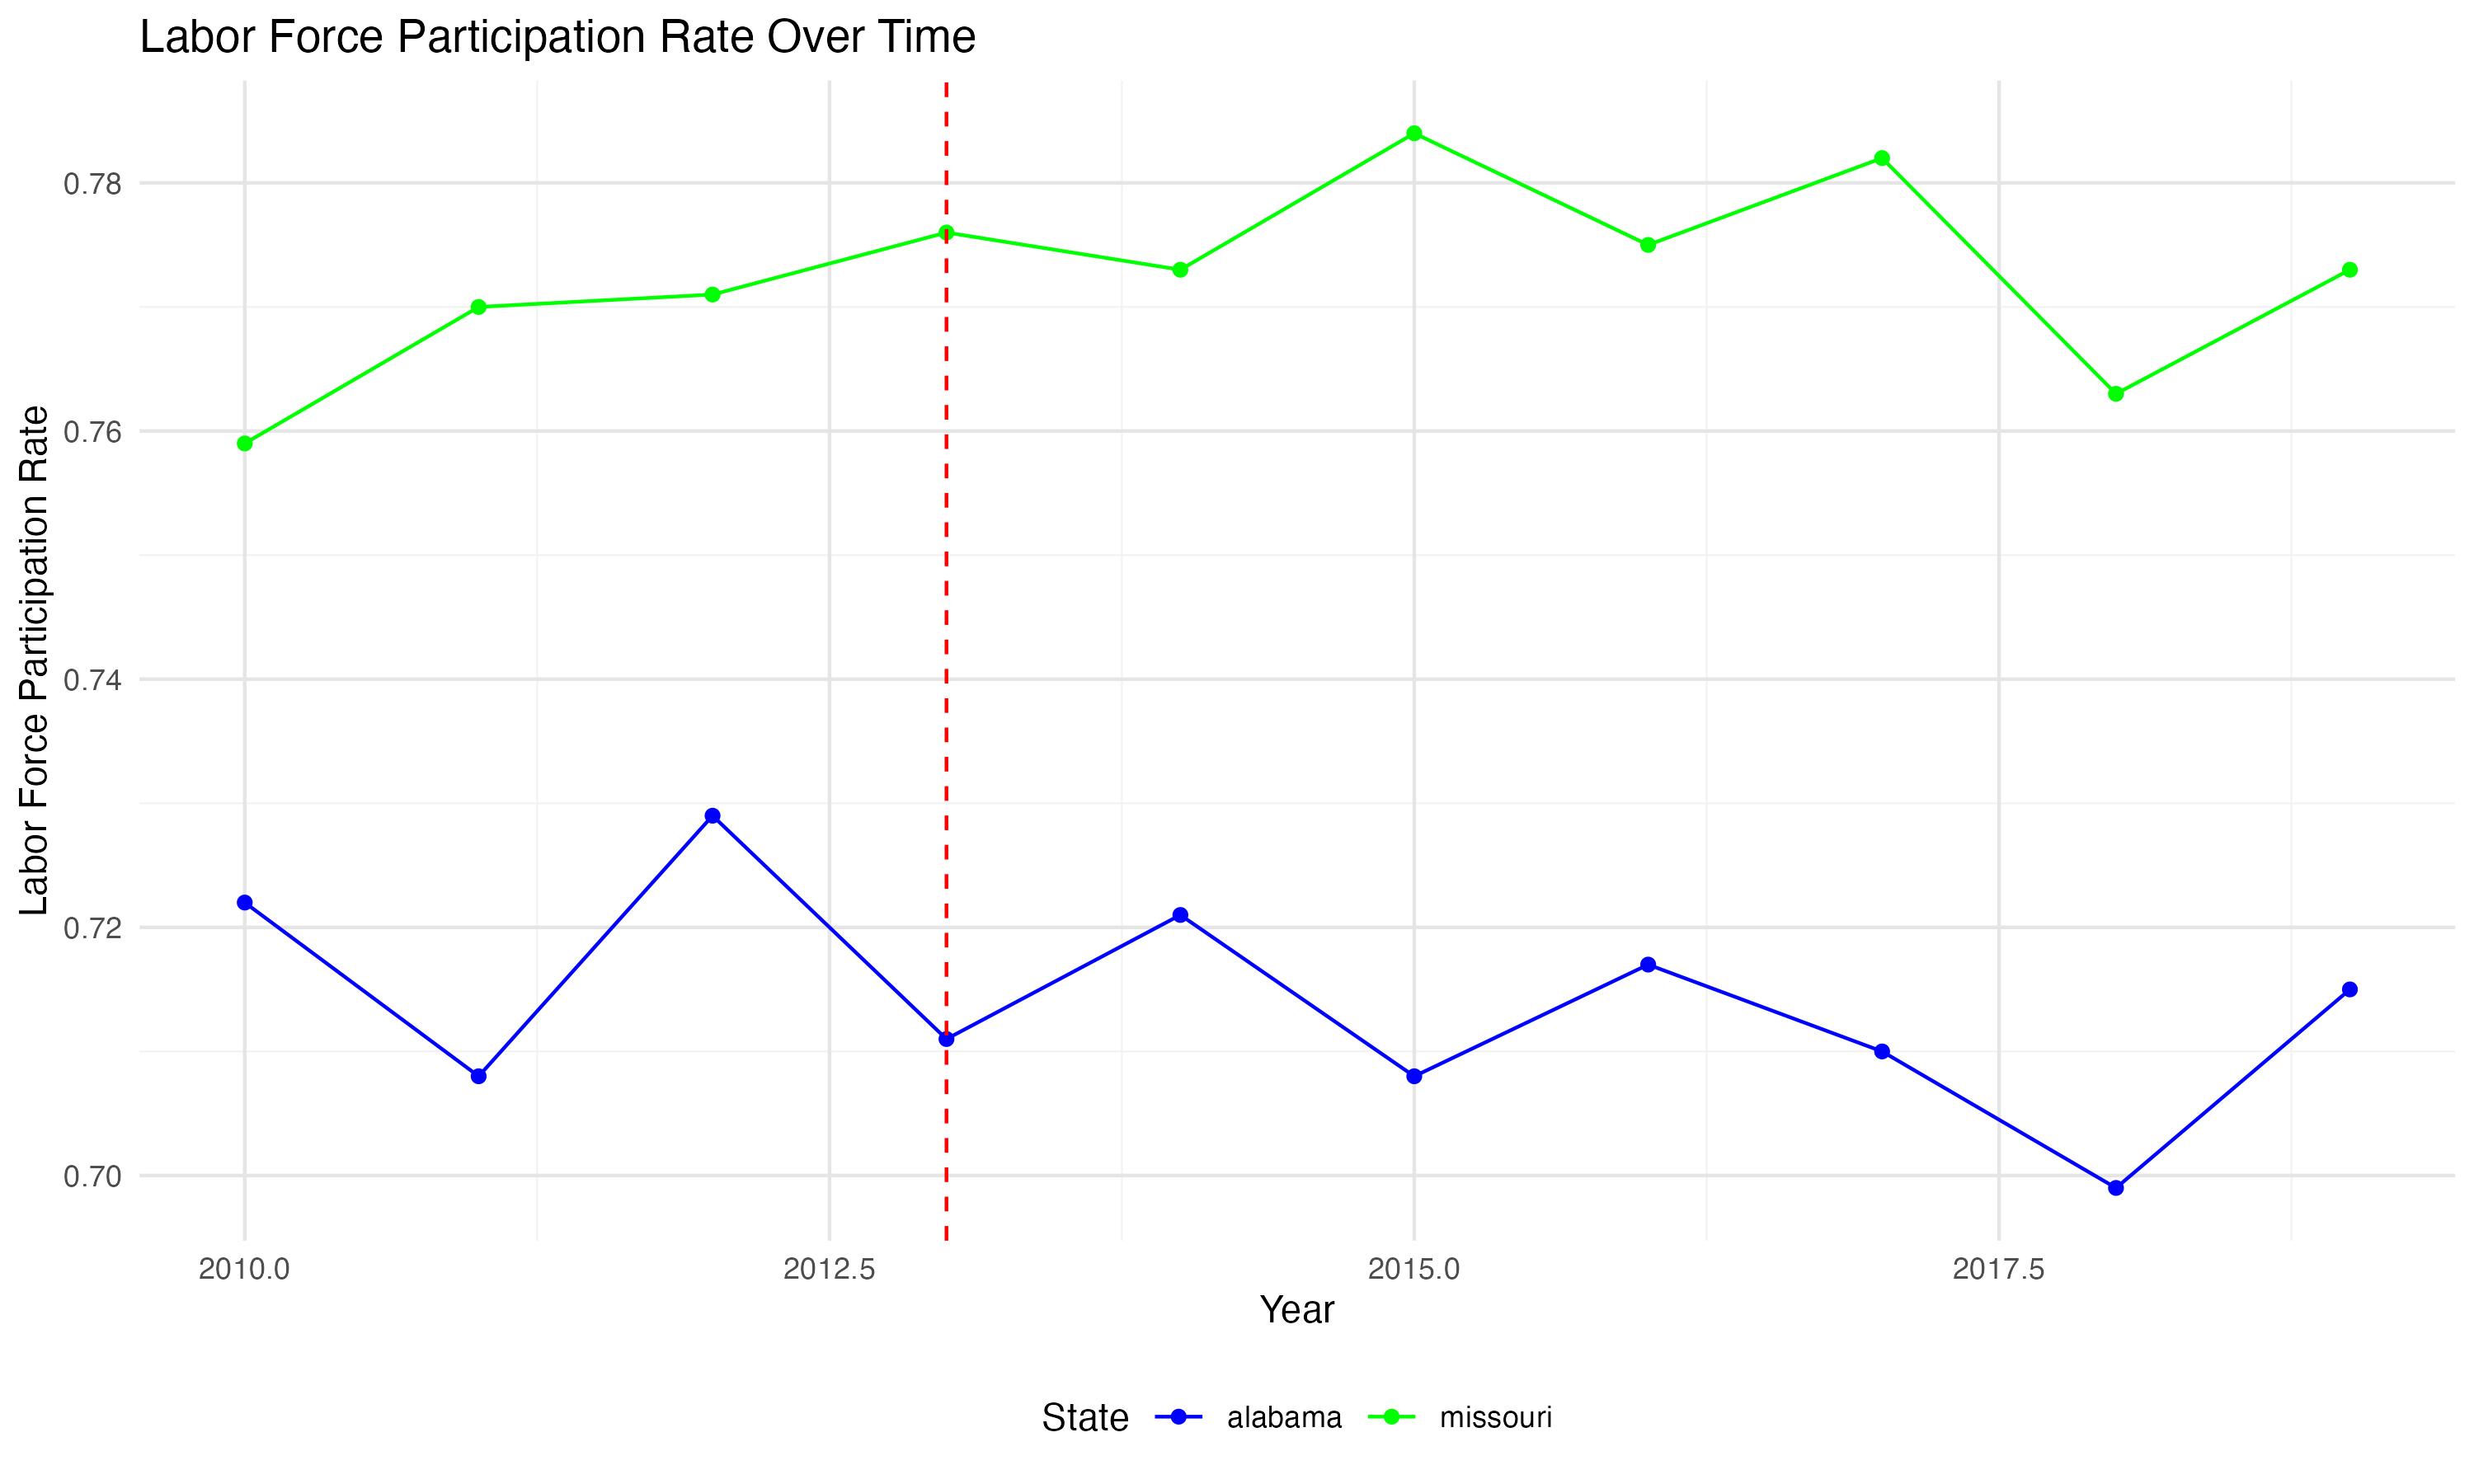 Labor Force Participation Rate Over Time
Labor Force Participation Rate
0.78
0.76
0.74
0.72
0.70
2010.0 2012.5 2015.0 2017.5
Year
State alabama missouri